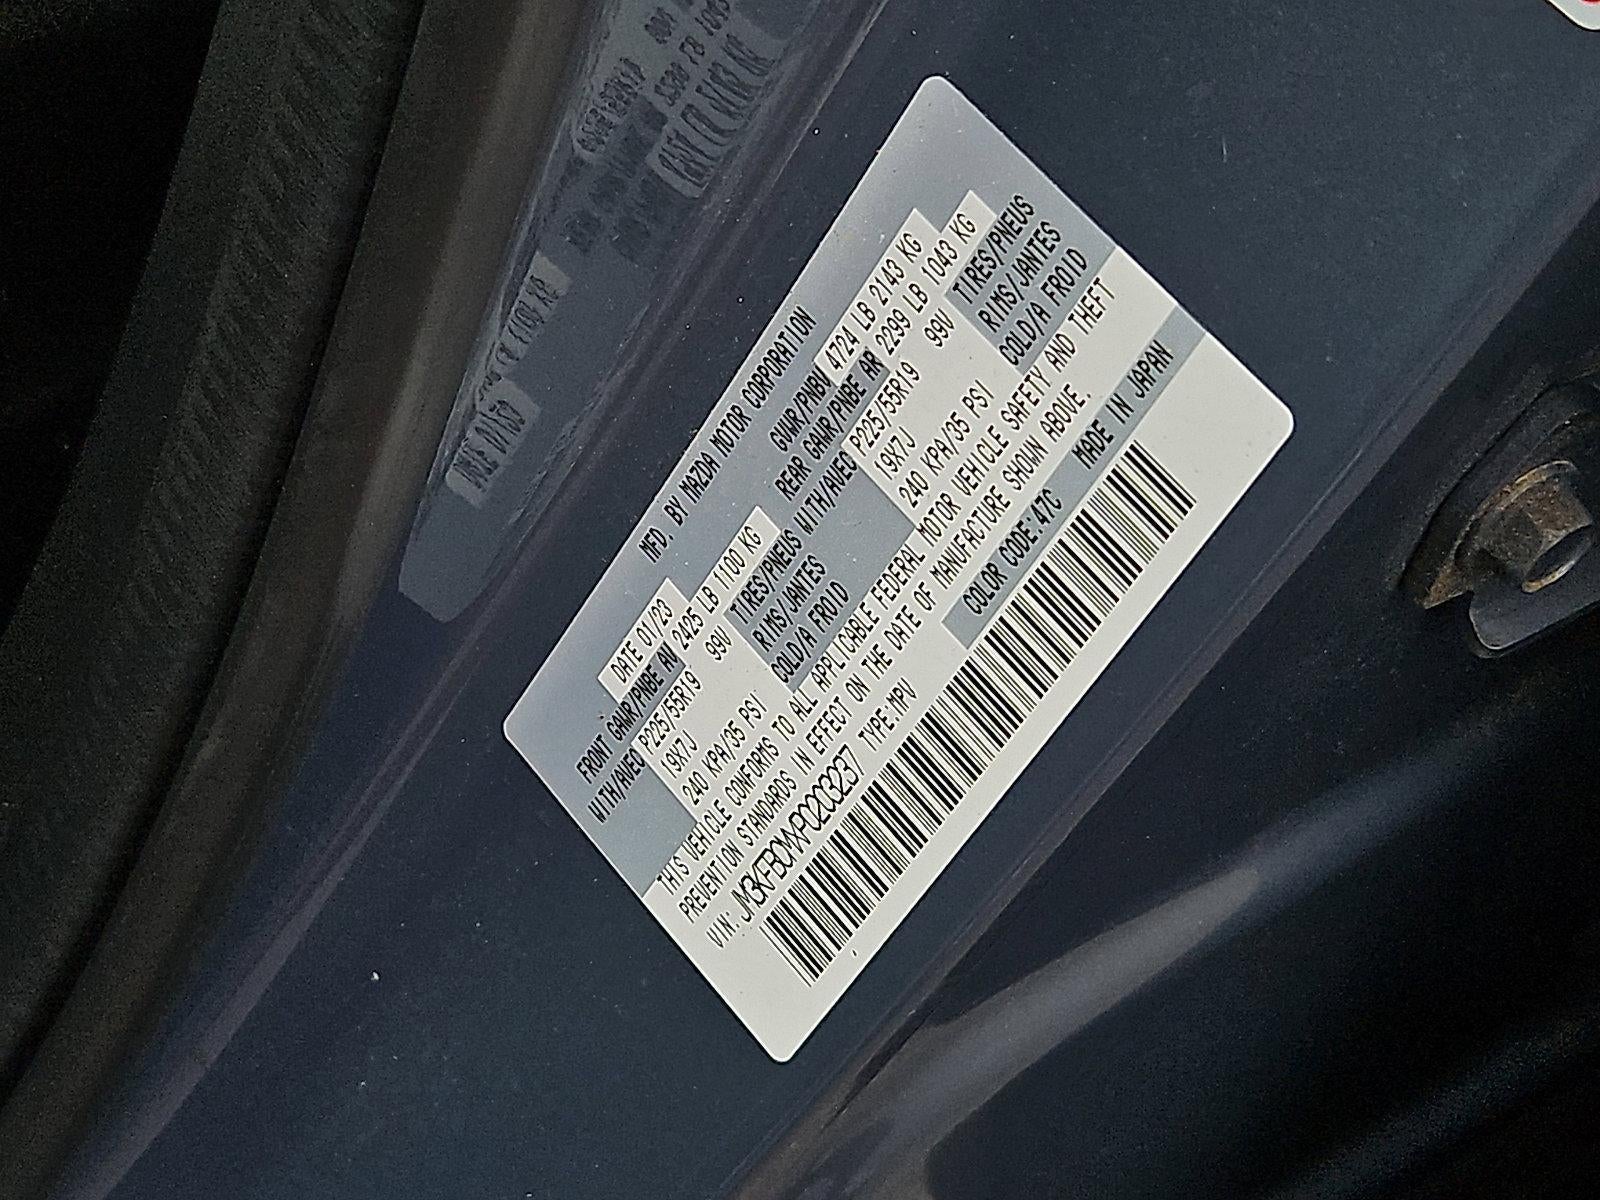 MFD. BY MAZDA MOTOR CORPORATION
DATE 01/23 GVWR/PNBV 4724 LB 2143 KG
FRONT GAWR/PNBE AV 2425 LB 1100 KG REAR GAWR/PNBE AR 2299 LB 1043 KG
WITH/AVEC P225/55R19 99V TIRES/PNEUS WITH/AVEC P225/55R19 99V TIRES/PNEUS
19X7J RIMS/JANTES 19X7J RIMS/JANTES
240 KPA/35 PSI COLD/A FROID 240 KPA/35 PSI COLD/A FROID
THIS VEHICLE CONFORMS TO ALL APPLICABLE FEDERAL MOTOR VEHICLE SAFETY AND THEFT
PREVENTION STANDARDS IN EFFECT ON THE DATE OF MANUFACTURE SHOWN ABOVE.
VIN: JM3KFBCMXP0203237 TYPE:MPV COLOR CODE:47C MADE IN JAPAN